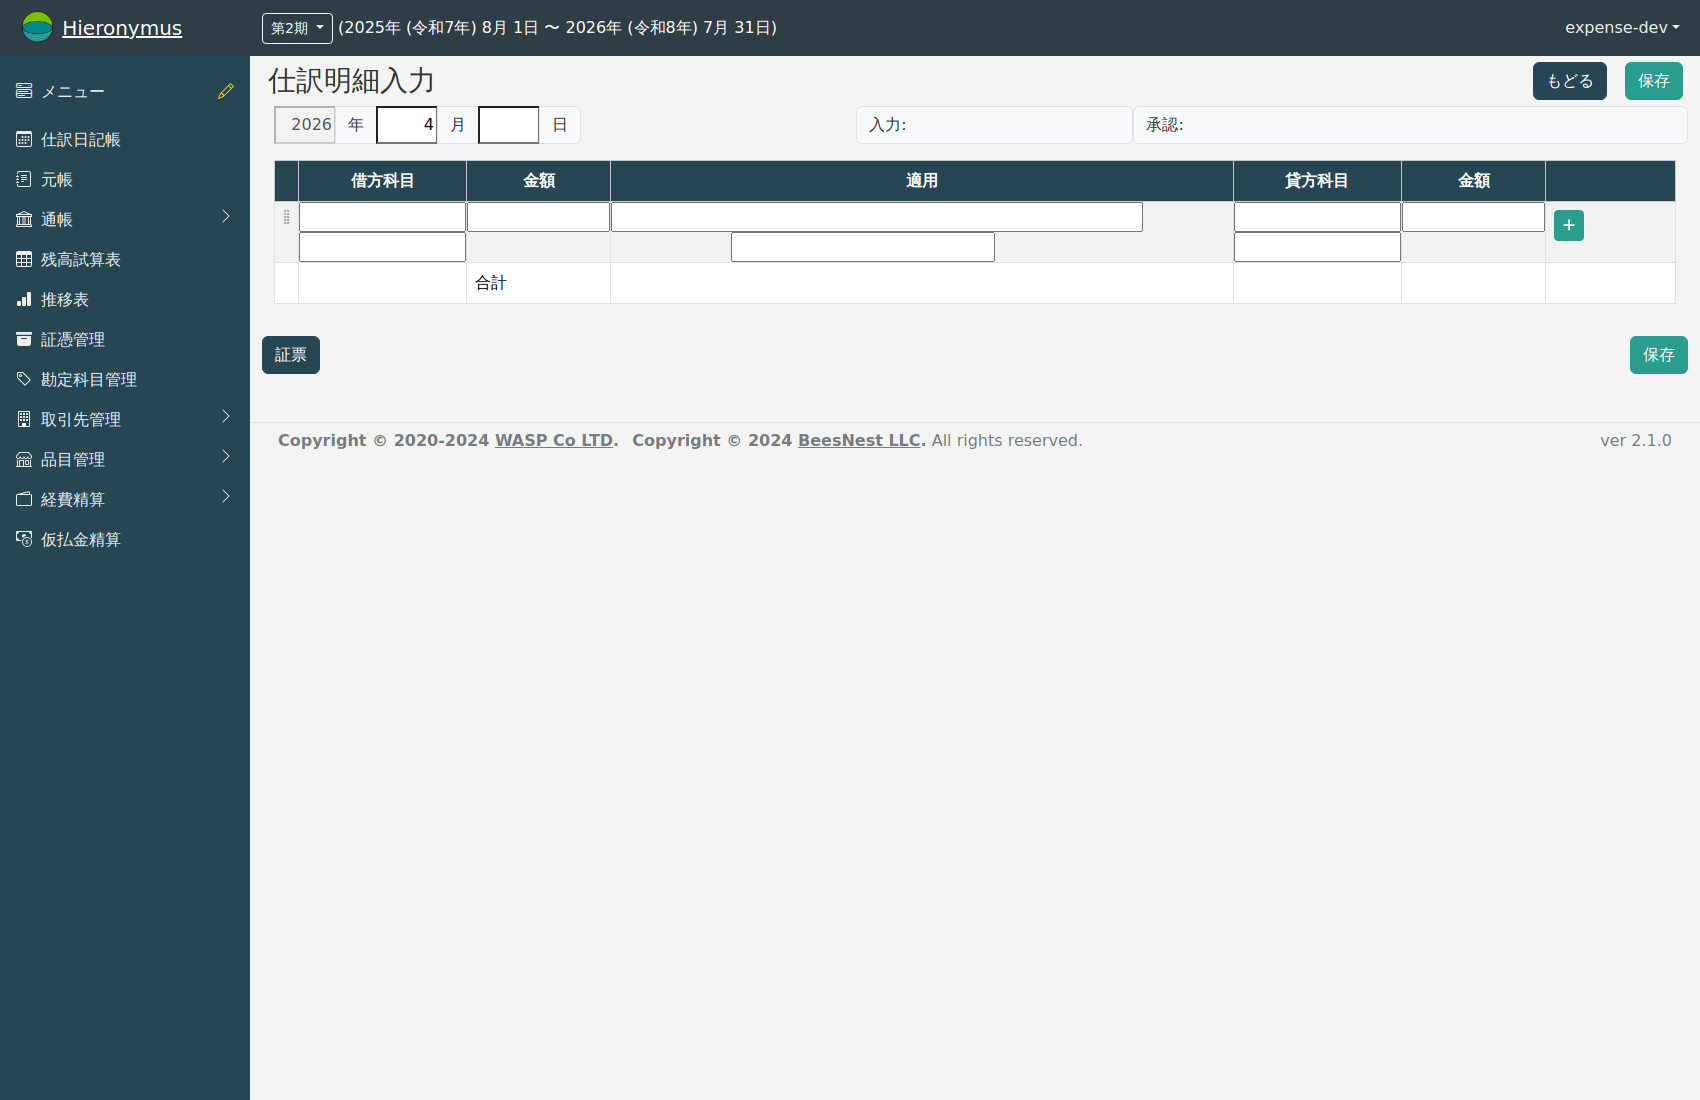 Hieronymus
第2期 (2025年 (令和7年) 8月 1日 〜 2026年 (令和8年) 7月 31日)
expense-dev
メニュー
仕訳日記帳
元帳
通帳
残高試算表
推移表
証憑管理
勘定科目管理
取引先管理
品目管理
経費精算
仮払金精算
仕訳明細入力
もどる 保存
2026 年 4 月 日 入力: 承認:
借方科目 金額 適用 貸方科目 金額
+
合計
証票 保存
Copyright © 2020-2024 WASP Co LTD. Copyright © 2024 BeesNest LLC. All rights reserved. ver 2.1.0